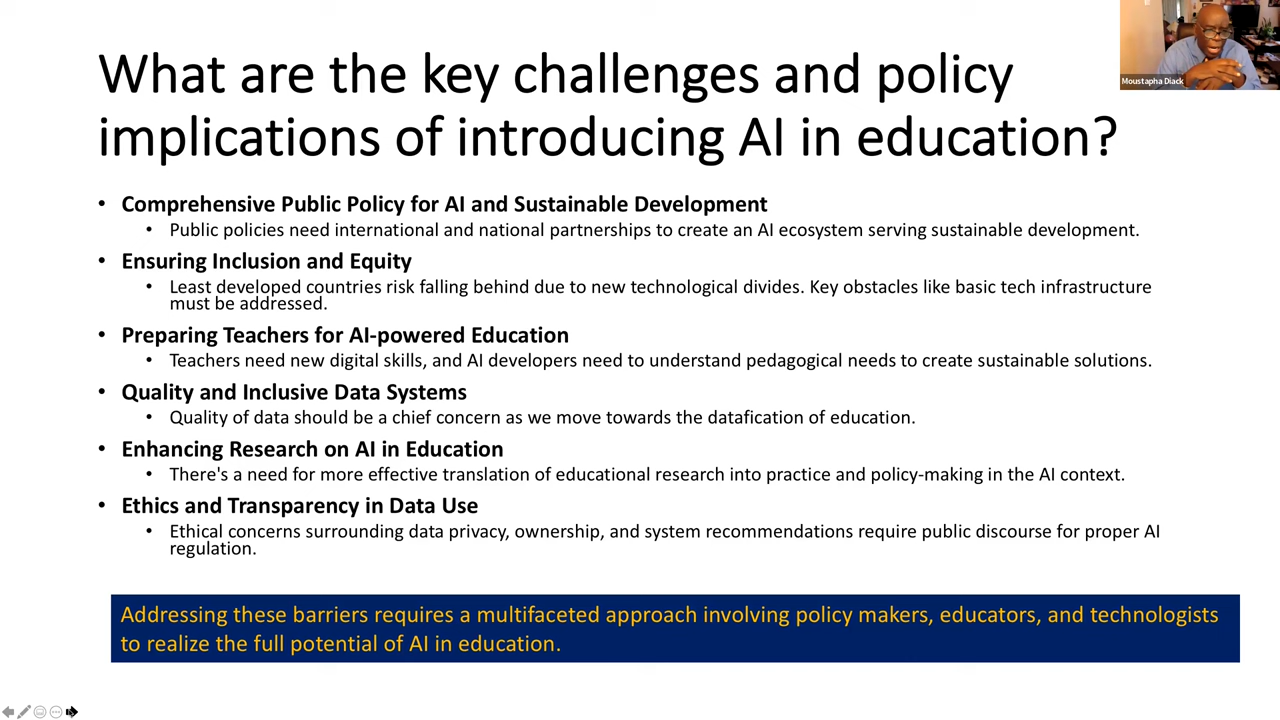 What are the key challenges and policy
implications of introducing AI in education?
Moustapha Diack
• Comprehensive Public Policy for AI and Sustainable Development
• Public policies need international and national partnerships to create an AI ecosystem serving sustainable development.
• Ensuring Inclusion and Equity
• Least developed countries risk falling behind due to new technological divides. Key obstacles like basic tech infrastructure
must be addressed.
• Preparing Teachers for AI-powered Education
• Teachers need new digital skills, and AI developers need to understand pedagogical needs to create sustainable solutions.
• Quality and Inclusive Data Systems
• Quality of data should be a chief concern as we move towards the datafication of education.
• Enhancing Research on AI in Education
• There's a need for more effective translation of educational research into practice and policy-making in the AI context.
• Ethics and Transparency in Data Use
• Ethical concerns surrounding data privacy, ownership, and system recommendations require public discourse for proper AI
regulation.
Addressing these barriers requires a multifaceted approach involving policy makers, educators, and technologists
to realize the full potential of AI in education.